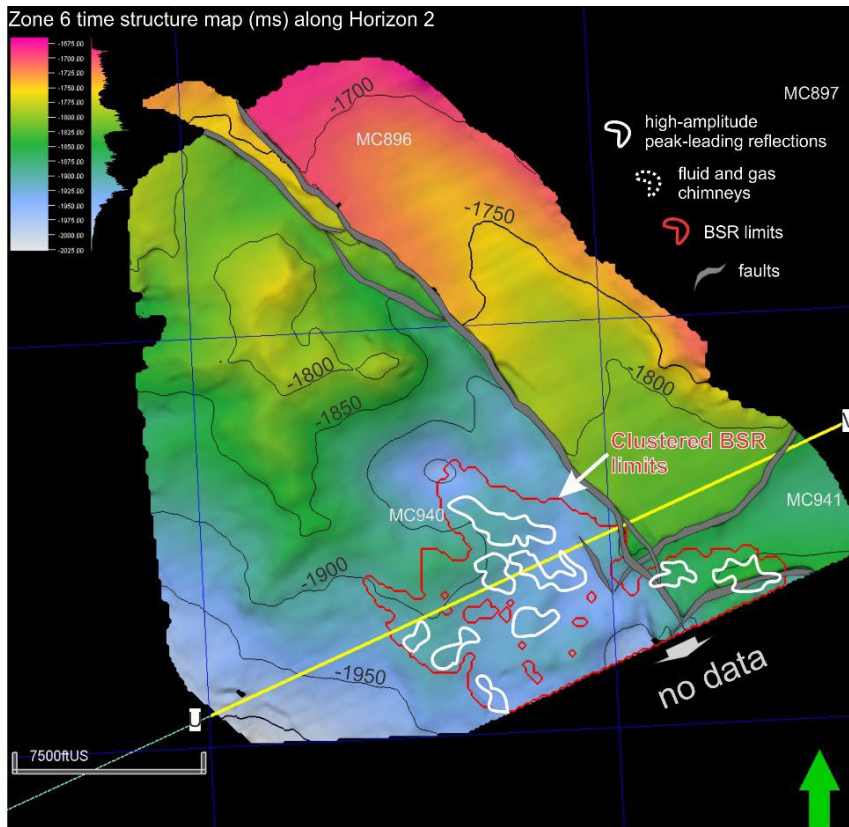 Zone 6 time structure map (ms) along Horizon 2
-1675.00
-1700.00
-1725.00
-1750.00
-1775.00
-1800.00
-1825.00
-1850.00
-1875.00
-1900.00
-1925.00
-1950.00
-1975.00
-2000.00
-2025.00
-1700
MC897
MC896
high-amplitude
peak-leading reflections
fluid and gas
chimneys
-1750
BSR limits
faults
-1800
-1800
-1850
Clustered BSR
limits
MC940
MC941
-1900
-1950
no data
U
7500ftUS